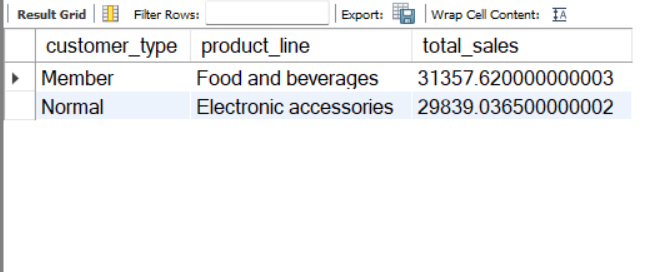 Result Grid Filter Rows: Export: Wrap Cell Content: IA
customer_type product_line total_sales
Member Food and beverages 31357.620000000003
Normal Electronic accessories 29839.036500000002